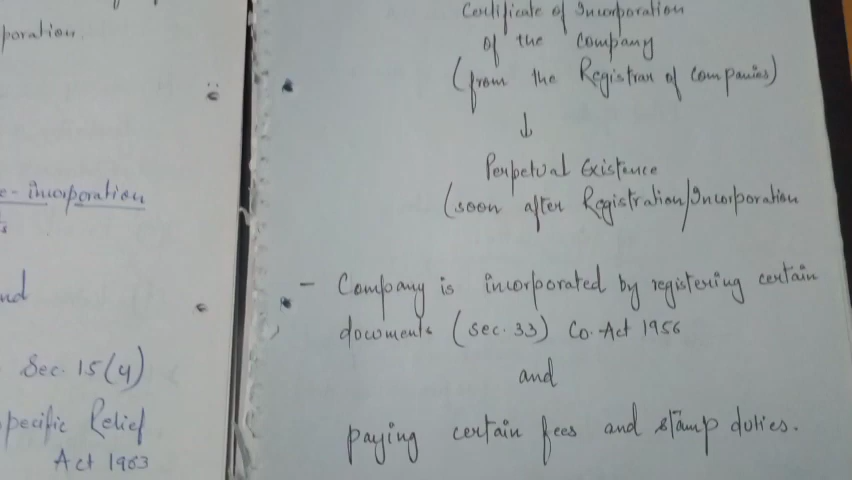 poration.
e-incorporation
nd
Sec. 15(4)
pecific Relief
Act 1963
Certificate of Incorporation
of the Company
(from the Registrar of Companies)
↓
Perpetual Existence
(soon after Registration/Incorporation
- Company is incorporated by registering certain
documents (sec. 33) Co. Act 1956
and
paying certain fees and stamp duties.